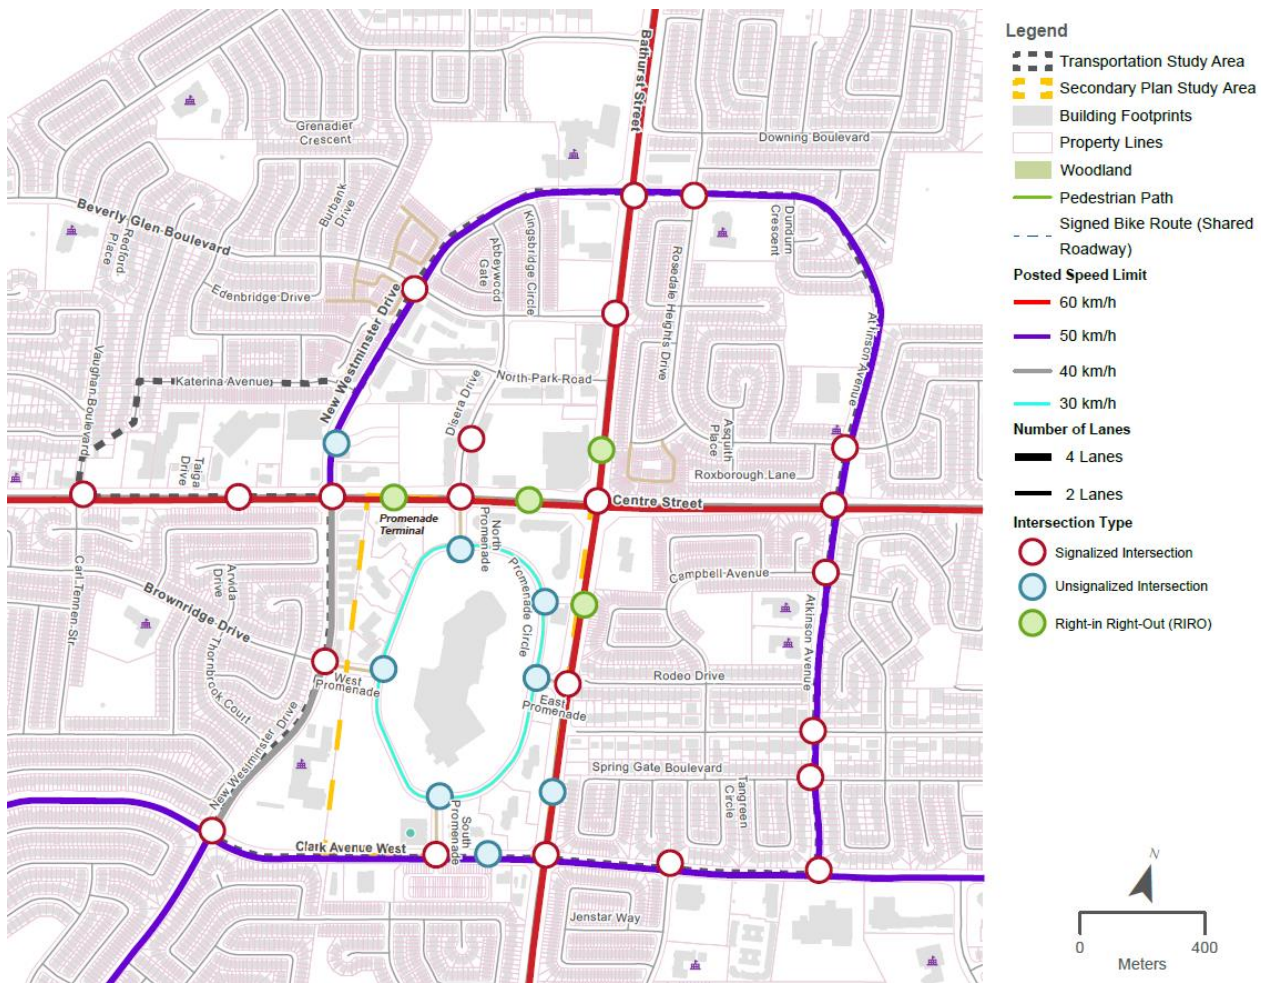 Bathurst Street
Grenadier
Crescent
Downing Boulevard
Burbank
Drive
Beverly Glen Boulevard
Redford
Place
Kingsbridge Circle
Abbeywood
Gate
Dundurn
Crescent
Rosedale Heights Drive
Edenbridge Drive
New Westminster Drive
Atkinson Avenue
Vaughan Boulevard
Katerina Avenue
North Park Road
Disera Drive
Asquith
Place
Taiga
Drive
Roxborough Lane
Centre Street
Promenade
Terminal
North
Promenade
Promenade Circle
Campbell Avenue
Carl Tennen Str.
Arvida
Drive
Brownridge Drive
Atkinson Avenue
Thornbrook Court
West
Promenade
Rodeo Drive
East
Promenade
New Westminster Drive
Spring Gate Boulevard
Tangreen
Circle
South
Promenade
Clark Avenue West
Jenstar Way
Legend
Transportation Study Area
Secondary Plan Study Area
Building Footprints
Property Lines
Woodland
Pedestrian Path
Signed Bike Route (Shared
Roadway)
Posted Speed Limit
60 km/h
50 km/h
40 km/h
30 km/h
Number of Lanes
4 Lanes
2 Lanes
Intersection Type
Signalized Intersection
Unsignalized Intersection
Right-in Right-Out (RIRO)
N
0 400
Meters